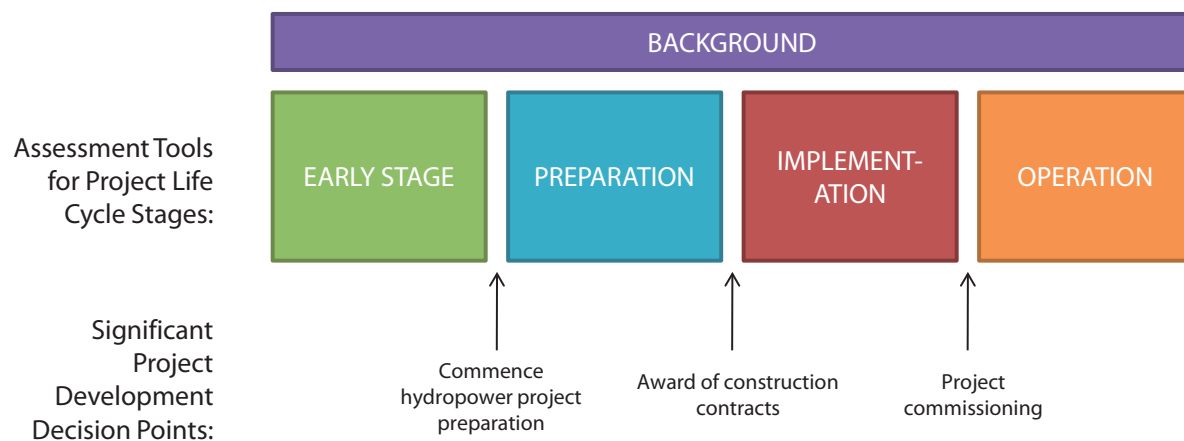 BACKGROUND
Assessment Tools
for Project Life
Cycle Stages:
EARLY STAGE
PREPARATION
IMPLEMENT-
ATION
OPERATION
Significant
Project
Development
Decision Points:
Commence
hydropower project
preparation
Award of construction
contracts
Project
commissioning